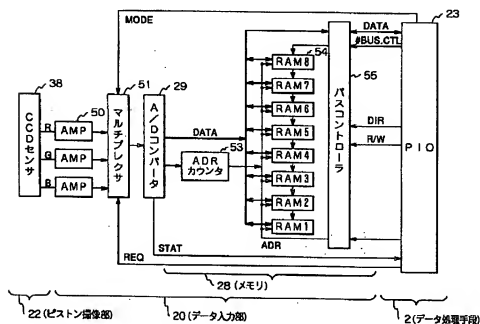 MODE
23
38
50
51
29
54
55
CCDセンサ
R
G
B
AMP
AMP
AMP
マルチプレクサ
A/Dコンバータ
DATA
ADR
カウンタ
53
RAM8
RAM7
RAM6
RAM5
RAM4
RAM3
RAM2
RAM1
ADR
バスコントローラ
DATA
#BUS.CTL
DIR
R/W
PIO
STAT
REQ
28(メモリ)
22(ピストン撮像部)
20(データ入力部)
2(データ処理手段)